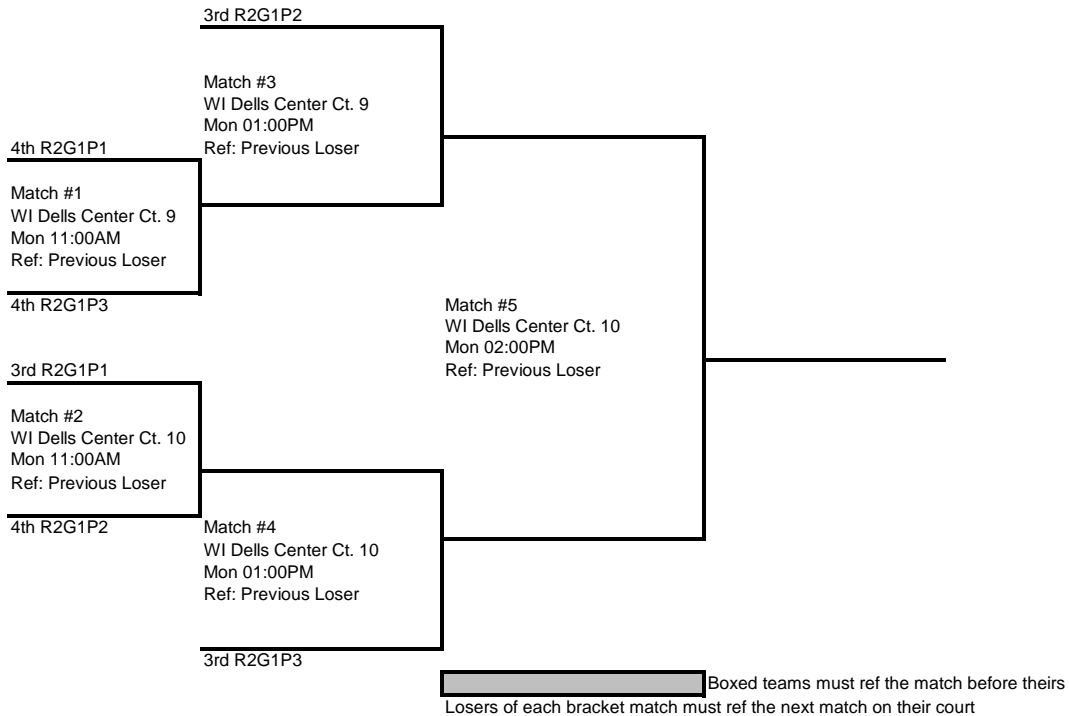 3rd R2G1P2
Match #3
WI Dells Center Ct. 9
Mon 01:00PM
Ref: Previous Loser
4th R2G1P1
Match #1
WI Dells Center Ct. 9
Mon 11:00AM
Ref: Previous Loser
4th R2G1P3
Match #5
WI Dells Center Ct. 10
Mon 02:00PM
Ref: Previous Loser
3rd R2G1P1
Match #2
WI Dells Center Ct. 10
Mon 11:00AM
Ref: Previous Loser
4th R2G1P2
Match #4
WI Dells Center Ct. 10
Mon 01:00PM
Ref: Previous Loser
3rd R2G1P3
Boxed teams must ref the match before theirs
Losers of each bracket match must ref the next match on their court